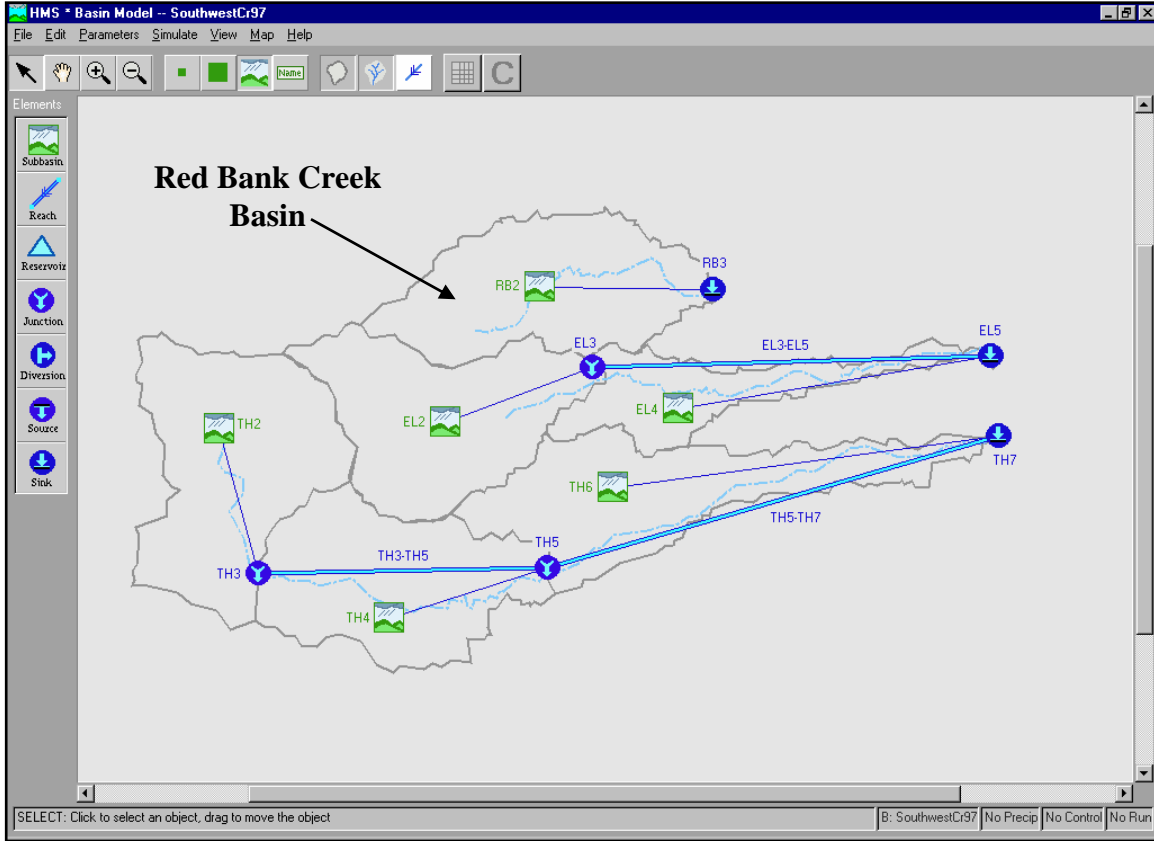 HMS * Basin Model -- SouthwestCr97
File Edit Parameters Simulate View Map Help
Name
C
Elements
Subbasin
Reach
Reservoir
Junction
Diversion
Source
Sink
Red Bank Creek
Basin
RB3
RB2
EL3
EL3-EL5
EL5
EL2
EL4
TH2
TH7
TH6
TH5-TH7
TH5
TH3-TH5
TH3
TH4
SELECT: Click to select an object, drag to move the object
B: SouthwestCr97 No Precip No Control No Run